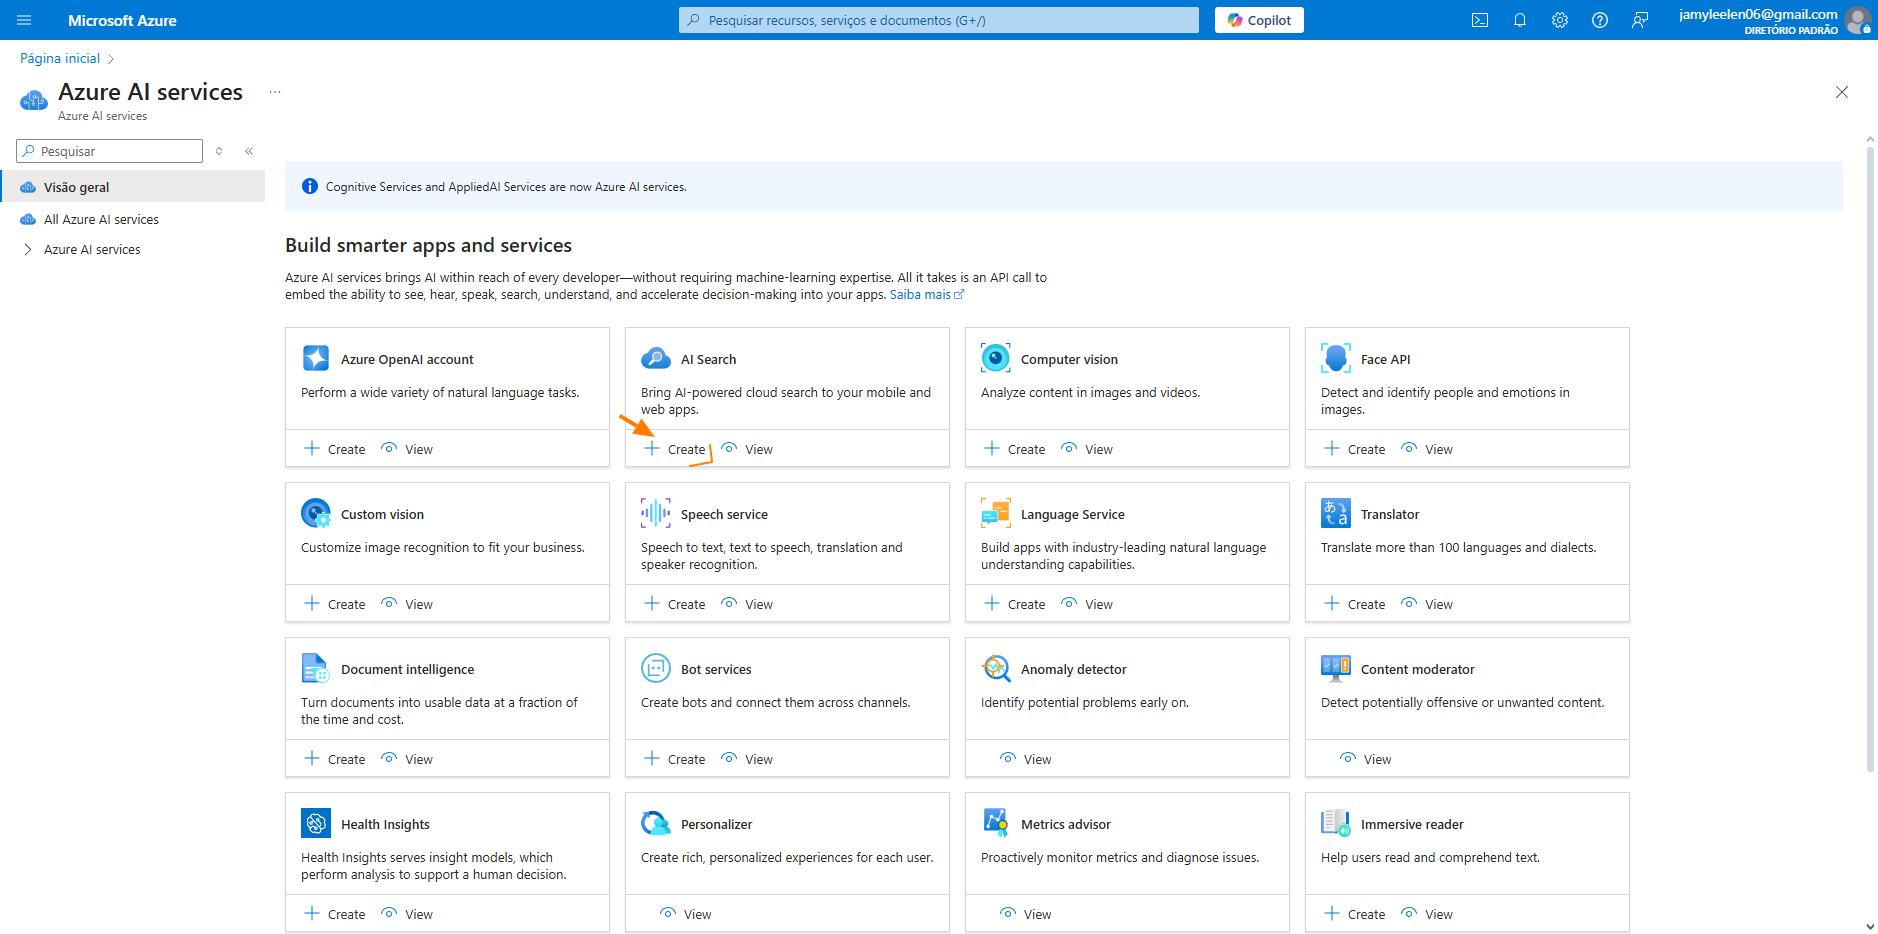 Microsoft Azure
Pesquisar recursos, serviços e documentos (G+/)
Copilot
jamyleelen06@gmail.com
DIRETÓRIO PADRÃO
Página inicial
Azure AI services
...
Azure AI services
Pesquisar
Visão geral
All Azure AI services
Azure AI services
Cognitive Services and AppliedAI Services are now Azure AI services.
Build smarter apps and services
Azure AI services brings AI within reach of every developer—without requiring machine-learning expertise. All it takes is an API call to
embed the ability to see, hear, speak, search, understand, and accelerate decision-making into your apps. Saiba mais
Azure OpenAI account
Perform a wide variety of natural language tasks.
Create View
AI Search
Bring AI-powered cloud search to your mobile and
web apps.
Create View
Computer vision
Analyze content in images and videos.
Create View
Face API
Detect and identify people and emotions in
images.
Create View
Custom vision
Customize image recognition to fit your business.
Create View
Speech service
Speech to text, text to speech, translation and
speaker recognition.
Create View
Language Service
Build apps with industry-leading natural language
understanding capabilities.
Create View
Translator
Translate more than 100 languages and dialects.
Create View
Document intelligence
Turn documents into usable data at a fraction of
the time and cost.
Create View
Bot services
Create bots and connect them across channels.
Create View
Anomaly detector
Identify potential problems early on.
View
Content moderator
Detect potentially offensive or unwanted content.
View
Health Insights
Health Insights serves insight models, which
perform analysis to support a human decision.
Create View
Personalizer
Create rich, personalized experiences for each user.
View
Metrics advisor
Proactively monitor metrics and diagnose issues.
View
Immersive reader
Help users read and comprehend text.
Create View